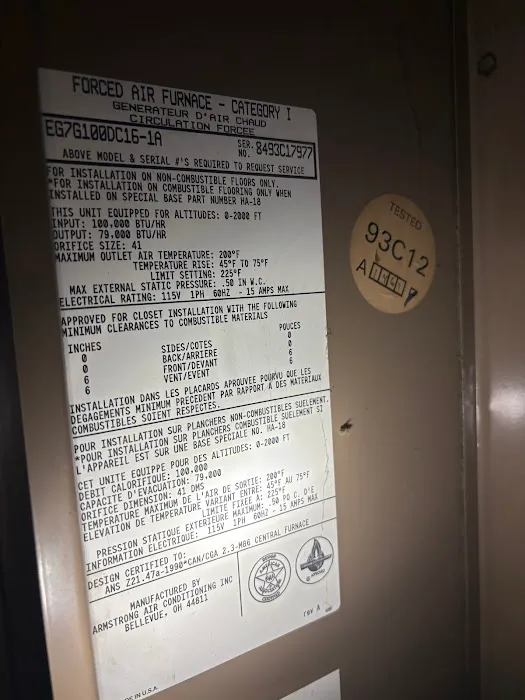 FORCED AIR FURNACE - CATEGORY I
GENERATEUR D'AIR CHAUD
CIRCULATION FORCEE
EG7G100DC16-1A
SER. NO. 8493C17977
ABOVE MODEL & SERIAL #'S REQUIRED TO REQUEST SERVICE
FOR INSTALLATION ON NON-COMBUSTIBLE FLOORS ONLY.
*FOR INSTALLATION ON COMBUSTIBLE FLOORING ONLY WHEN
INSTALLED ON SPECIAL BASE PART NUMBER HA-18
THIS UNIT EQUIPPED FOR ALTITUDES: 0-2000 FT
INPUT: 100,000 BTU/HR
OUTPUT: 79,000 BTU/HR
ORIFICE SIZE: 41
MAXIMUM OUTLET AIR TEMPERATURE: 200°F
TEMPERATURE RISE: 45°F TO 75°F
LIMIT SETTING: 225°F
MAX EXTERNAL STATIC PRESSURE: .50 IN W.C.
ELECTRICAL RATING: 115V 1PH 60HZ - 15 AMPS MAX
APPROVED FOR CLOSET INSTALLATION WITH THE FOLLOWING
MINIMUM CLEARANCES TO COMBUSTIBLE MATERIALS
INCHES POUCES
0 SIDES/COTES 0
0 BACK/ARRIERE 0
6 FRONT/DEVANT 6
6 VENT/EVENT 6
INSTALLATION DANS LES PLACARDS APROUVEE POURVU QUE LES
DEGAGEMENTS MINIMUM PRECEDENT PAR RAPPORT A DES MATERIAUX
COMBUSTIBLES SOIENT RESPECTES.
POUR INSTALLATION SUR PLANCHERS NON-COMBUSTIBLES SUELEMENT.
*POUR INSTALLATION SUR PLANCHERS COMBUSTIBLE SUELEMENT SI
L'APPAREIL EST SUR UNE BASE SPECIALE NO. HA-18
CET UNITE EQUIPPE POUR DES ALTITUDES: 0-2000 FT
DEBIT CALORIFIQUE: 100,000
CAPACITE D'EVACUATION: 79,000
ORIFICE DIMENSION: 41 DMS
TEMPERATURE MAXIMUM DE L'AIR DE SORTIE: 200°F
ELEVATION DE TEMPERATURE VARIANT ENTRE: 45°F AU 75°F
LIMITE FIXEE A: 225°F
PRESSION STATIQUE EXTERIEURE MAXIMUM: .50 PO C. D'E
INFORMATION ELECTRIQUE: 115V 1PH 60HZ - 15 AMPS MAX
DESIGN CERTIFIED TO:
ANS Z21.47a-1990*CAN/CGA 2.3-M86 CENTRAL FURNACE
MANUFACTURED BY
ARMSTRONG AIR CONDITIONING INC
BELLEVUE, OH 44811
rev A
IN U.S.A.
TESTED
93C12
A